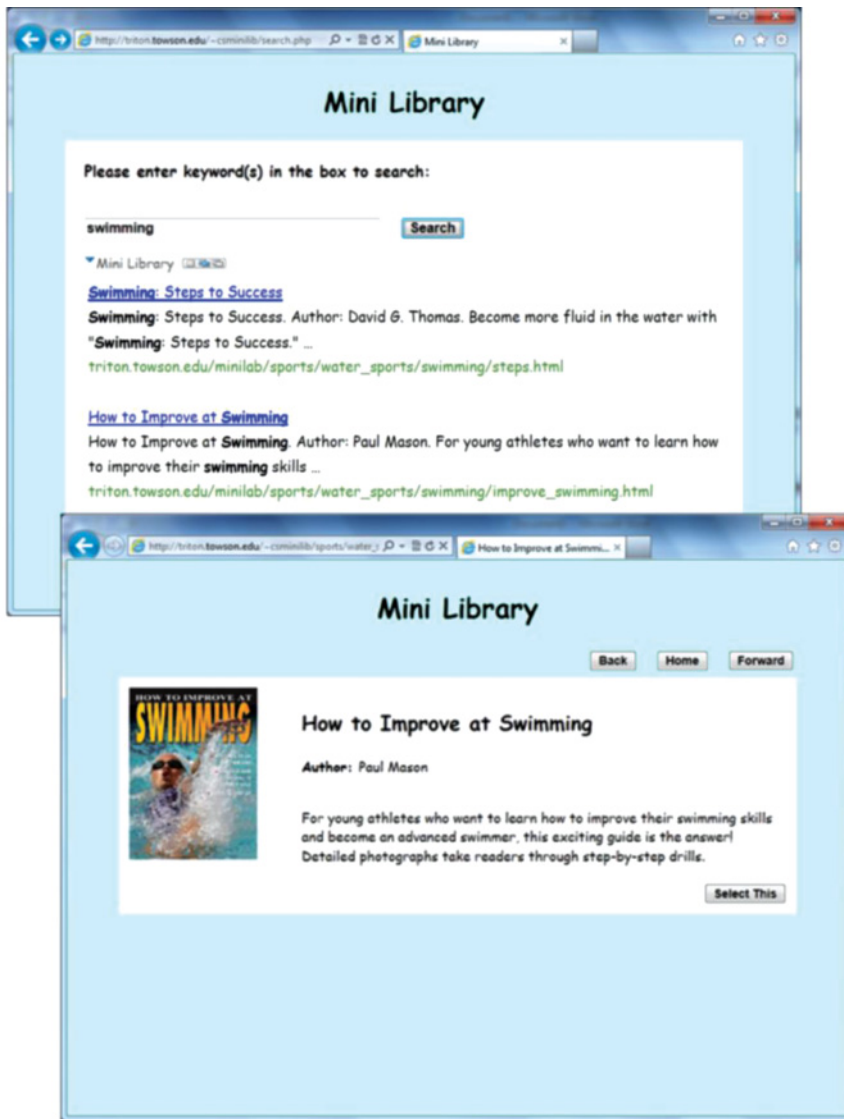 http://triton.towson.edu/~csminilib/search.php
Mini Library
Mini Library
Please enter keyword(s) in the box to search:
swimming
Search
Mini Library
Swimming: Steps to Success
Swimming: Steps to Success. Author: David G. Thomas. Become more fluid in the water with
"Swimming: Steps to Success." ...
triton.towson.edu/minilab/sports/water_sports/swimming/steps.html
How to Improve at Swimming
How to Improve at Swimming. Author: Paul Mason. For young athletes who want to learn how
to improve their swimming skills ...
triton.towson.edu/minilab/sports/water_sports/swimming/improve_swimming.html
http://triton.towson.edu/~csminilib/sports/water_s
How to Improve at Swimmi...
Mini Library
Back Home Forward
HOW TO IMPROVE AT
SWIMMING
How to Improve at Swimming
Author: Paul Mason
For young athletes who want to learn how to improve their swimming skills
and become an advanced swimmer, this exciting guide is the answer!
Detailed photographs take readers through step-by-step drills.
Select This